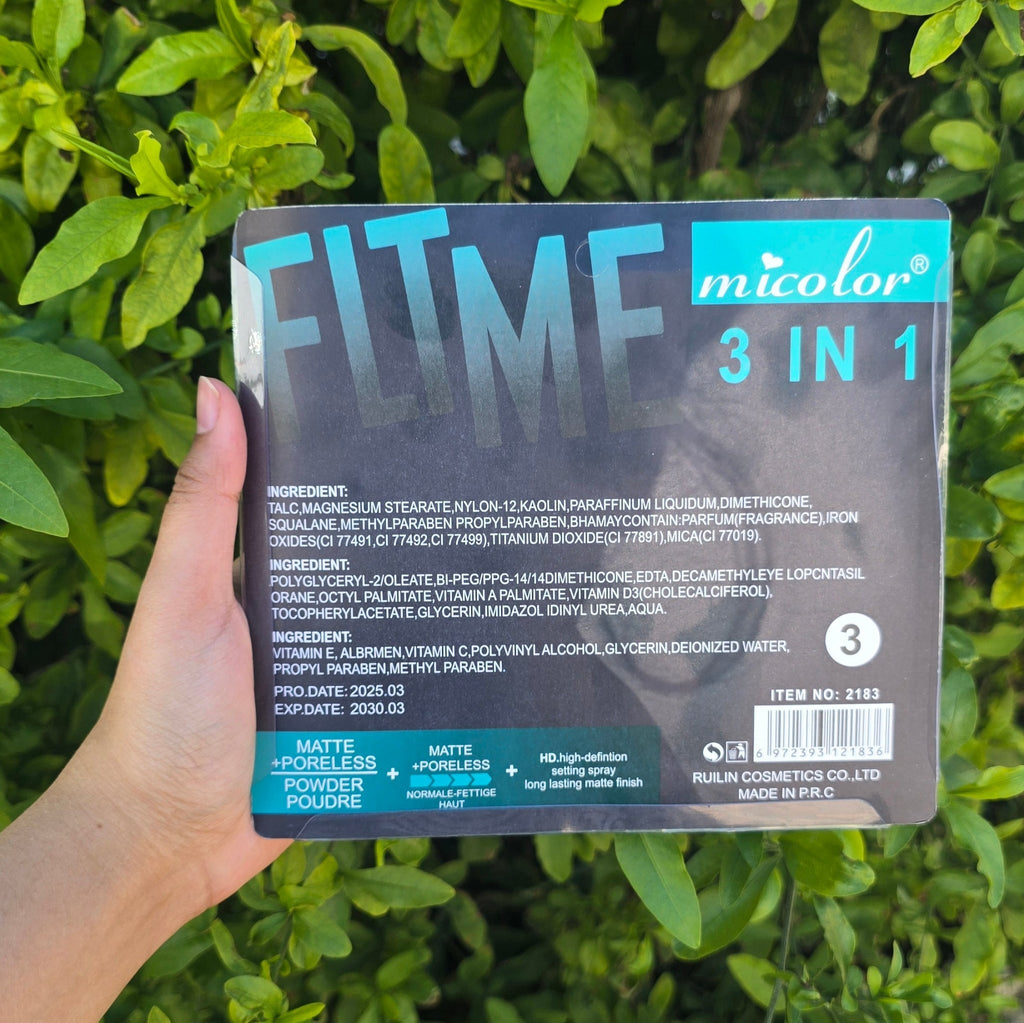 FIT ME
micolor®
3 IN 1
INGREDIENT:
TALC,MAGNESIUM STEARATE,NYLON-12,KAOLIN,PARAFFINUM LIQUIDUM,DIMETHICONE,
SQUALANE,METHYLPARABEN PROPYLPARABEN,BHAMAYCONTAIN:PARFUM(FRAGRANCE),IRON
OXIDES(CI 77491,CI 77492,CI 77499),TITANIUM DIOXIDE(CI 77891),MICA(CI 77019).
INGREDIENT:
POLYGLYCERYL-2/OLEATE,BI-PEG/PPG-14/14DIMETHICONE,EDTA,DECAMETHYLEYE LOPCNTASIL
ORANE,OCTYL PALMITATE,VITAMIN A PALMITATE,VITAMIN D3(CHOLECALCIFEROL),
TOCOPHERYLACETATE,GLYCERIN,IMIDAZOL IDINYL UREA,AQUA.
INGREDIENT:
VITAMIN E, ALBRMEN,VITAMIN C,POLYVINYL ALCOHOL,GLYCERIN,DEIONIZED WATER,
PROPYL PARABEN,METHYL PARABEN.
3
PRO.DATE: 2025.03
EXP.DATE: 2030.03
ITEM NO: 2183
6 972393 121836
MATTE
+PORELESS
POWDER
POUDRE
+
MATTE
+PORELESS
NORMALE-FETTIGE
HAUT
+
HD.high-defintion
setting spray
long lasting matte finish
RUILIN COSMETICS CO.,LTD
MADE IN P.R.C